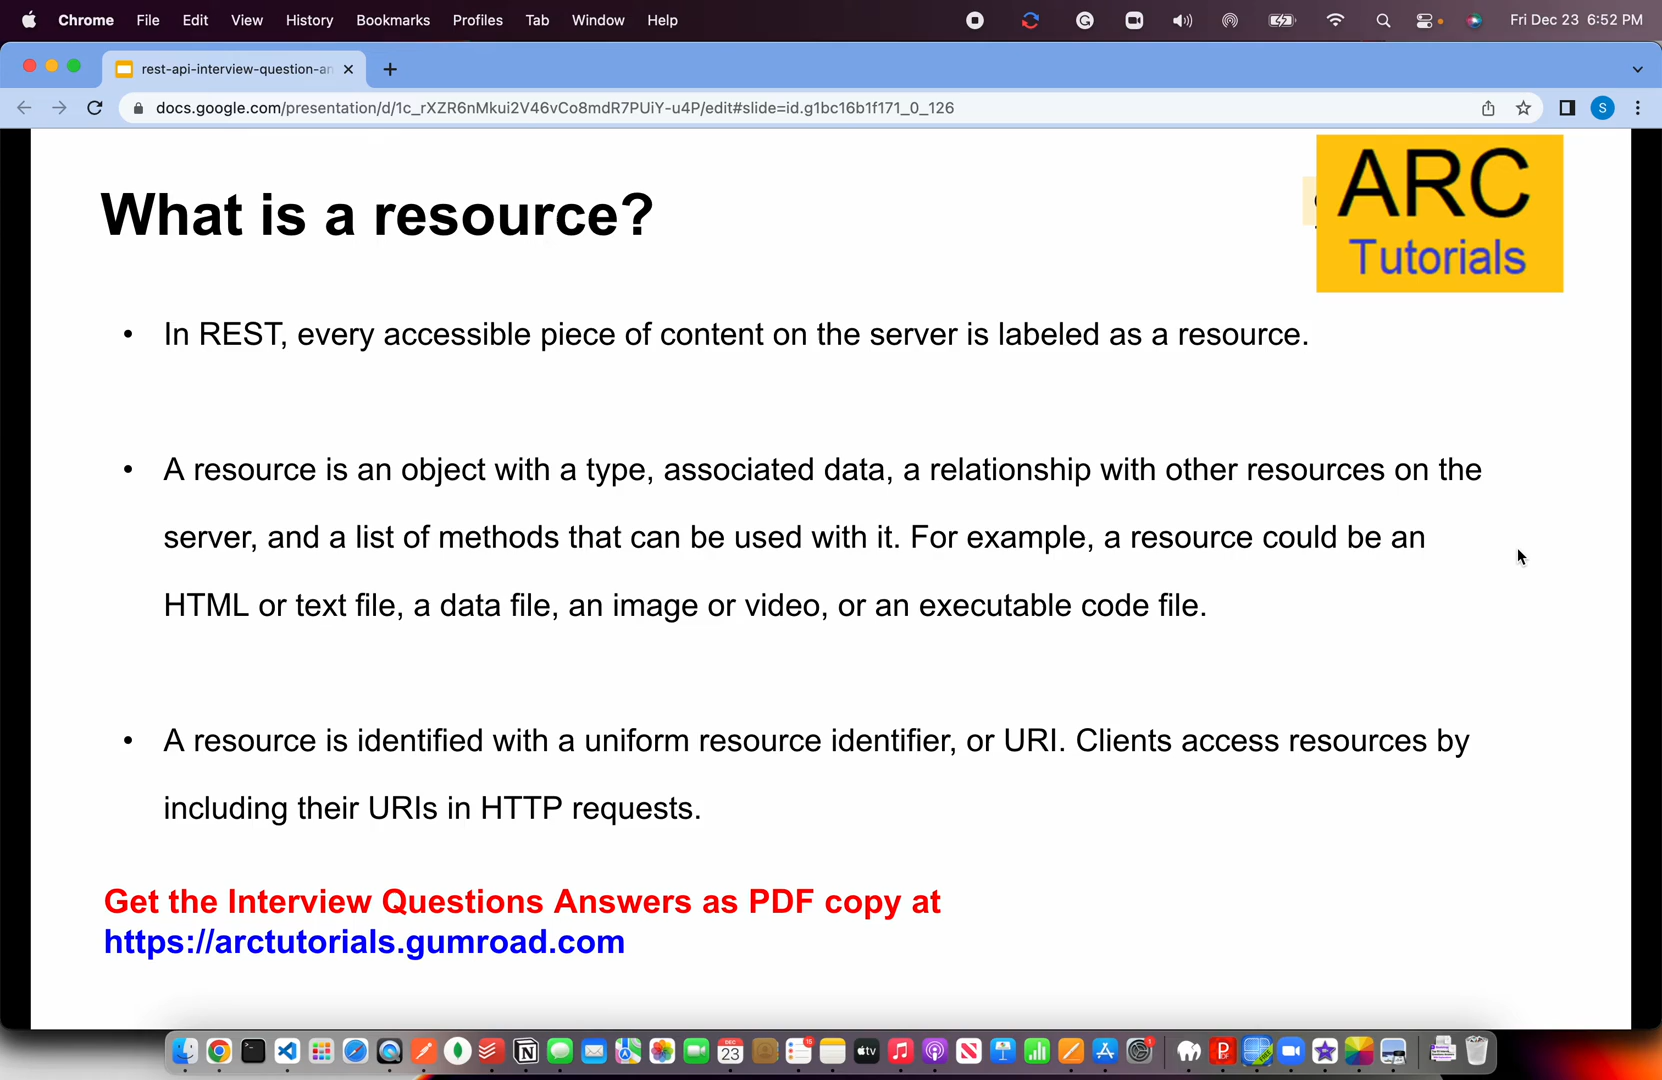 Chrome File Edit View History Bookmarks Profiles Tab Window Help Fri Dec 23 6:52 PM
rest-api-interview-question-an
docs.google.com/presentation/d/1c_rXZR6nMkui2V46vCo8mdR7PUiY-u4P/edit#slide=id.g1bc16b1f171_0_126
S
What is a resource?
ARC
Tutorials
• In REST, every accessible piece of content on the server is labeled as a resource.
• A resource is an object with a type, associated data, a relationship with other resources on the
server, and a list of methods that can be used with it. For example, a resource could be an
HTML or text file, a data file, an image or video, or an executable code file.
• A resource is identified with a uniform resource identifier, or URI. Clients access resources by
including their URIs in HTTP requests.
Get the Interview Questions Answers as PDF copy at
https://arctutorials.gumroad.com
DEC
23
tv